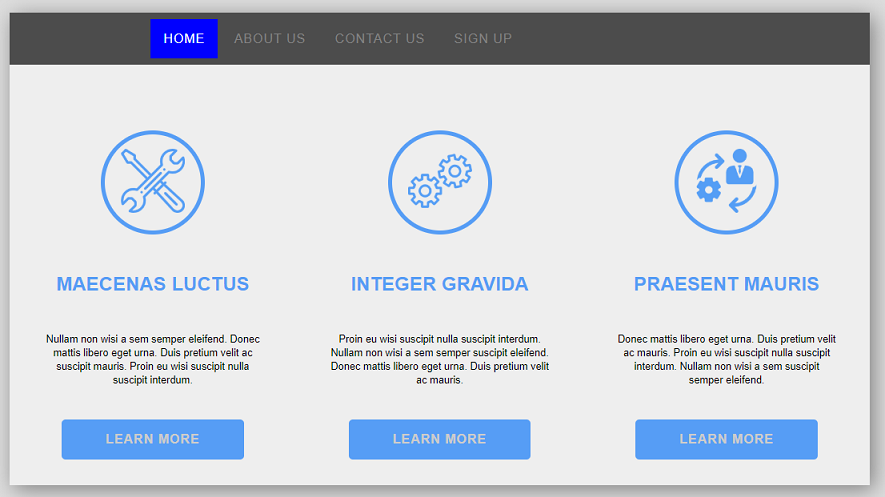 HOME ABOUT US CONTACT US SIGN UP
MAECENAS LUCTUS
Nullam non wisi a sem semper eleifend. Donec
mattis libero eget urna. Duis pretium velit ac
suscipit mauris. Proin eu wisi suscipit nulla
suscipit interdum.
LEARN MORE
INTEGER GRAVIDA
Proin eu wisi suscipit nulla suscipit interdum.
Nullam non wisi a sem semper suscipit eleifend.
Donec mattis libero eget urna. Duis pretium velit
ac mauris.
LEARN MORE
PRAESENT MAURIS
Donec mattis libero eget urna. Duis pretium velit
ac mauris. Proin eu wisi suscipit nulla suscipit
interdum. Nullam non wisi a sem suscipit
semper eleifend.
LEARN MORE